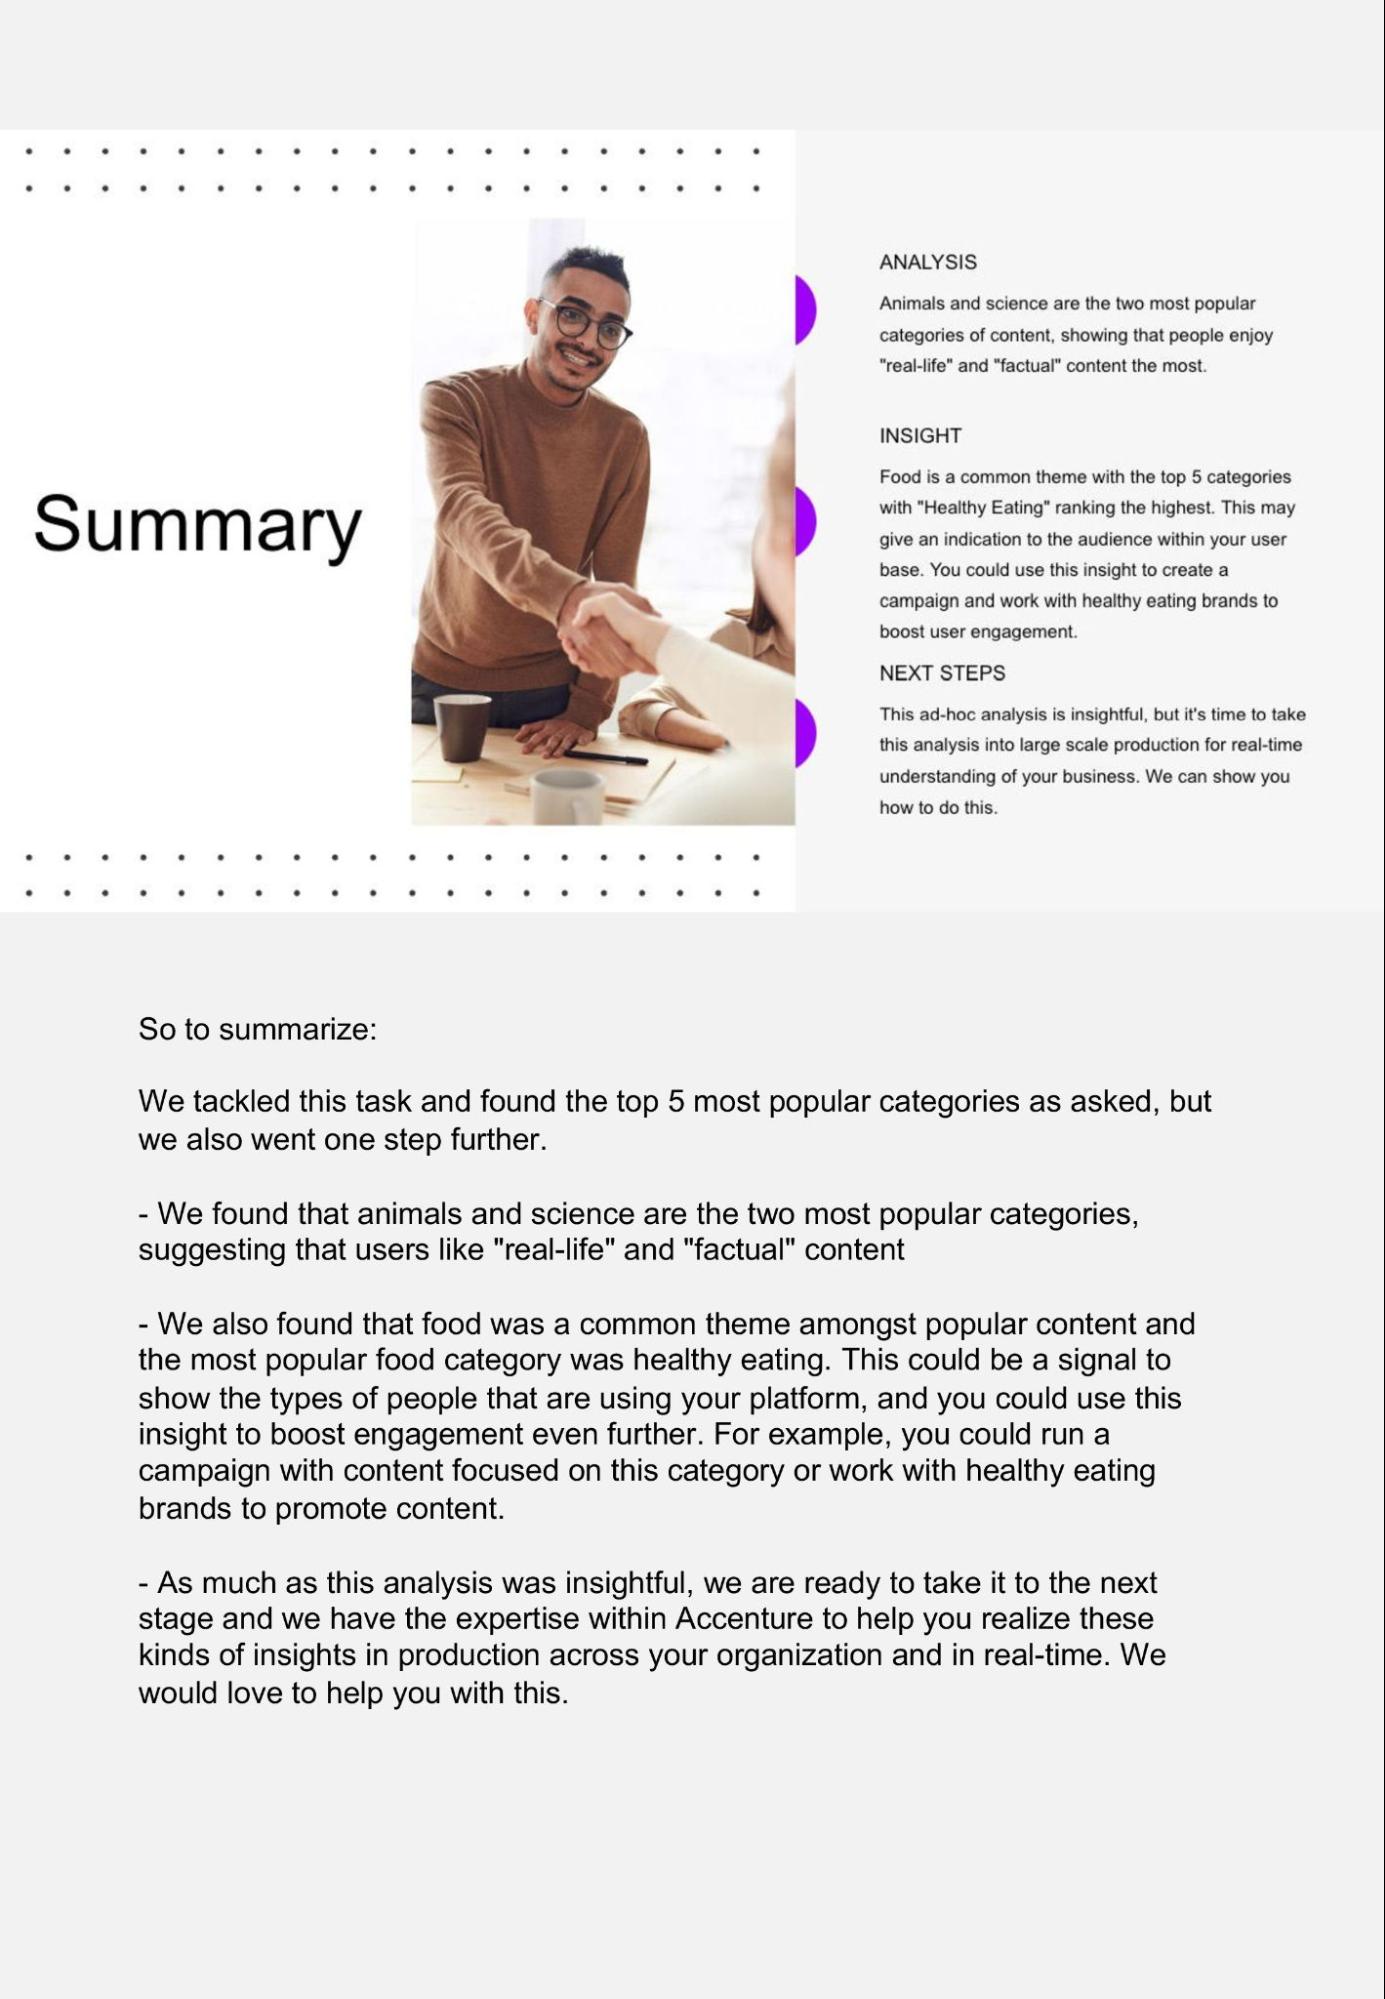 Summary
ANALYSIS
Animals and science are the two most popular
categories of content, showing that people enjoy
"real-life" and "factual" content the most.
INSIGHT
Food is a common theme with the top 5 categories
with "Healthy Eating" ranking the highest. This may
give an indication to the audience within your user
base. You could use this insight to create a
campaign and work with healthy eating brands to
boost user engagement.
NEXT STEPS
This ad-hoc analysis is insightful, but it's time to take
this analysis into large scale production for real-time
understanding of your business. We can show you
how to do this.
So to summarize:
We tackled this task and found the top 5 most popular categories as asked, but
we also went one step further.
- We found that animals and science are the two most popular categories,
suggesting that users like "real-life" and "factual" content
- We also found that food was a common theme amongst popular content and
the most popular food category was healthy eating. This could be a signal to
show the types of people that are using your platform, and you could use this
insight to boost engagement even further. For example, you could run a
campaign with content focused on this category or work with healthy eating
brands to promote content.
- As much as this analysis was insightful, we are ready to take it to the next
stage and we have the expertise within Accenture to help you realize these
kinds of insights in production across your organization and in real-time. We
would love to help you with this.